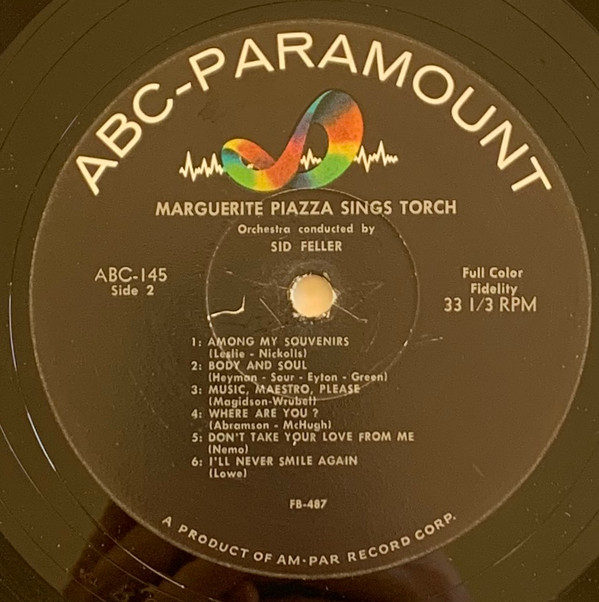 ABC-PARAMOUNT
MARGUERITE PIAZZA SINGS TORCH
Orchestra conducted by
SID FELLER
ABC-145
Side 2
Full Color
Fidelity
33 1/3 RPM
1: AMONG MY SOUVENIRS
(Leslie - Nickolls)
2: BODY AND SOUL
(Heyman - Sour - Eyton - Green)
3: MUSIC, MAESTRO, PLEASE
(Magidson-Wrubel)
4: WHERE ARE YOU ?
(Abramson - McHugh)
5: DON'T TAKE YOUR LOVE FROM ME
(Nemo)
6: I'LL NEVER SMILE AGAIN
(Lowe)
FB-487
A PRODUCT OF AM-PAR RECORD CORP.